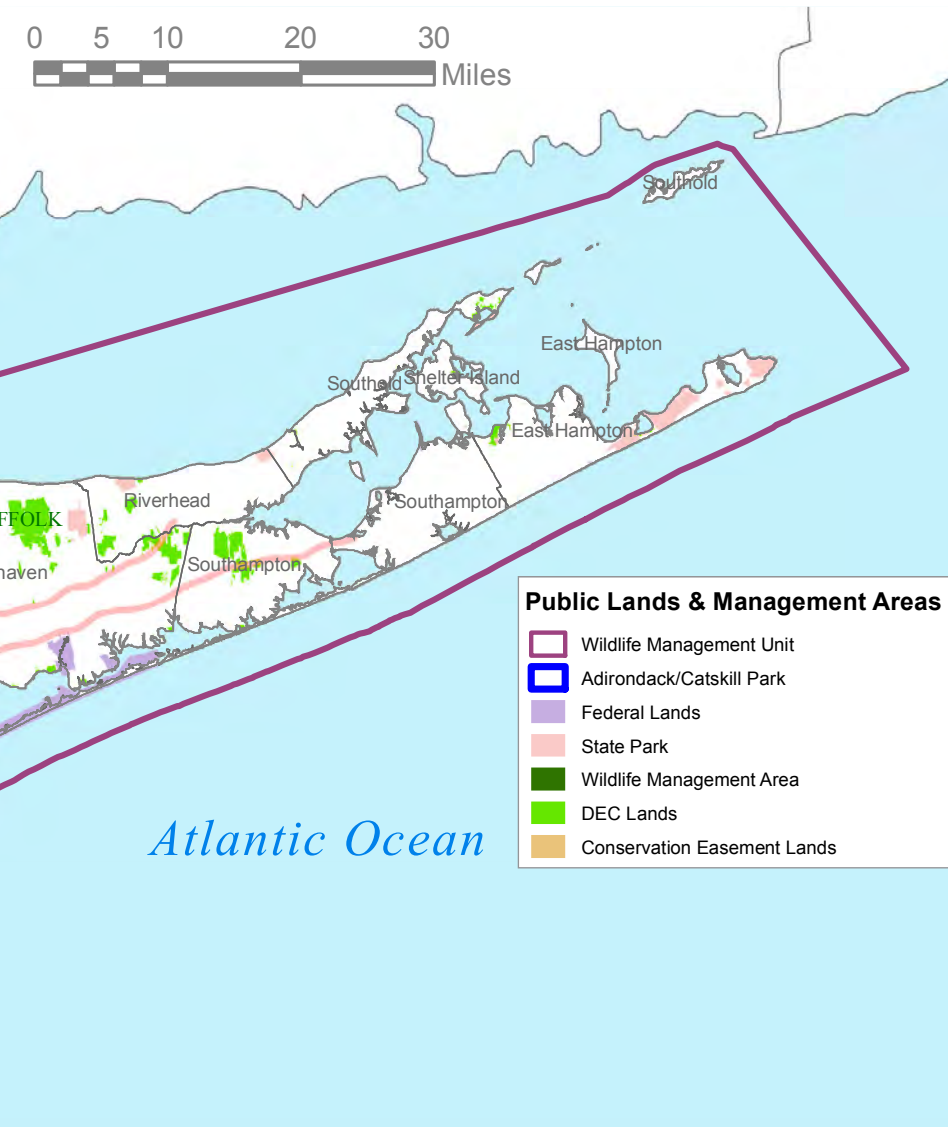 0 5 10 20 30
Miles
Southold
East Hampton
Southold
Shelter Island
East Hampton
Riverhead
Southampton
FFOLK
Southampton
haven
Public Lands & Management Areas
Wildlife Management Unit
Adirondack/Catskill Park
Federal Lands
State Park
Wildlife Management Area
DEC Lands
Conservation Easement Lands
Atlantic Ocean